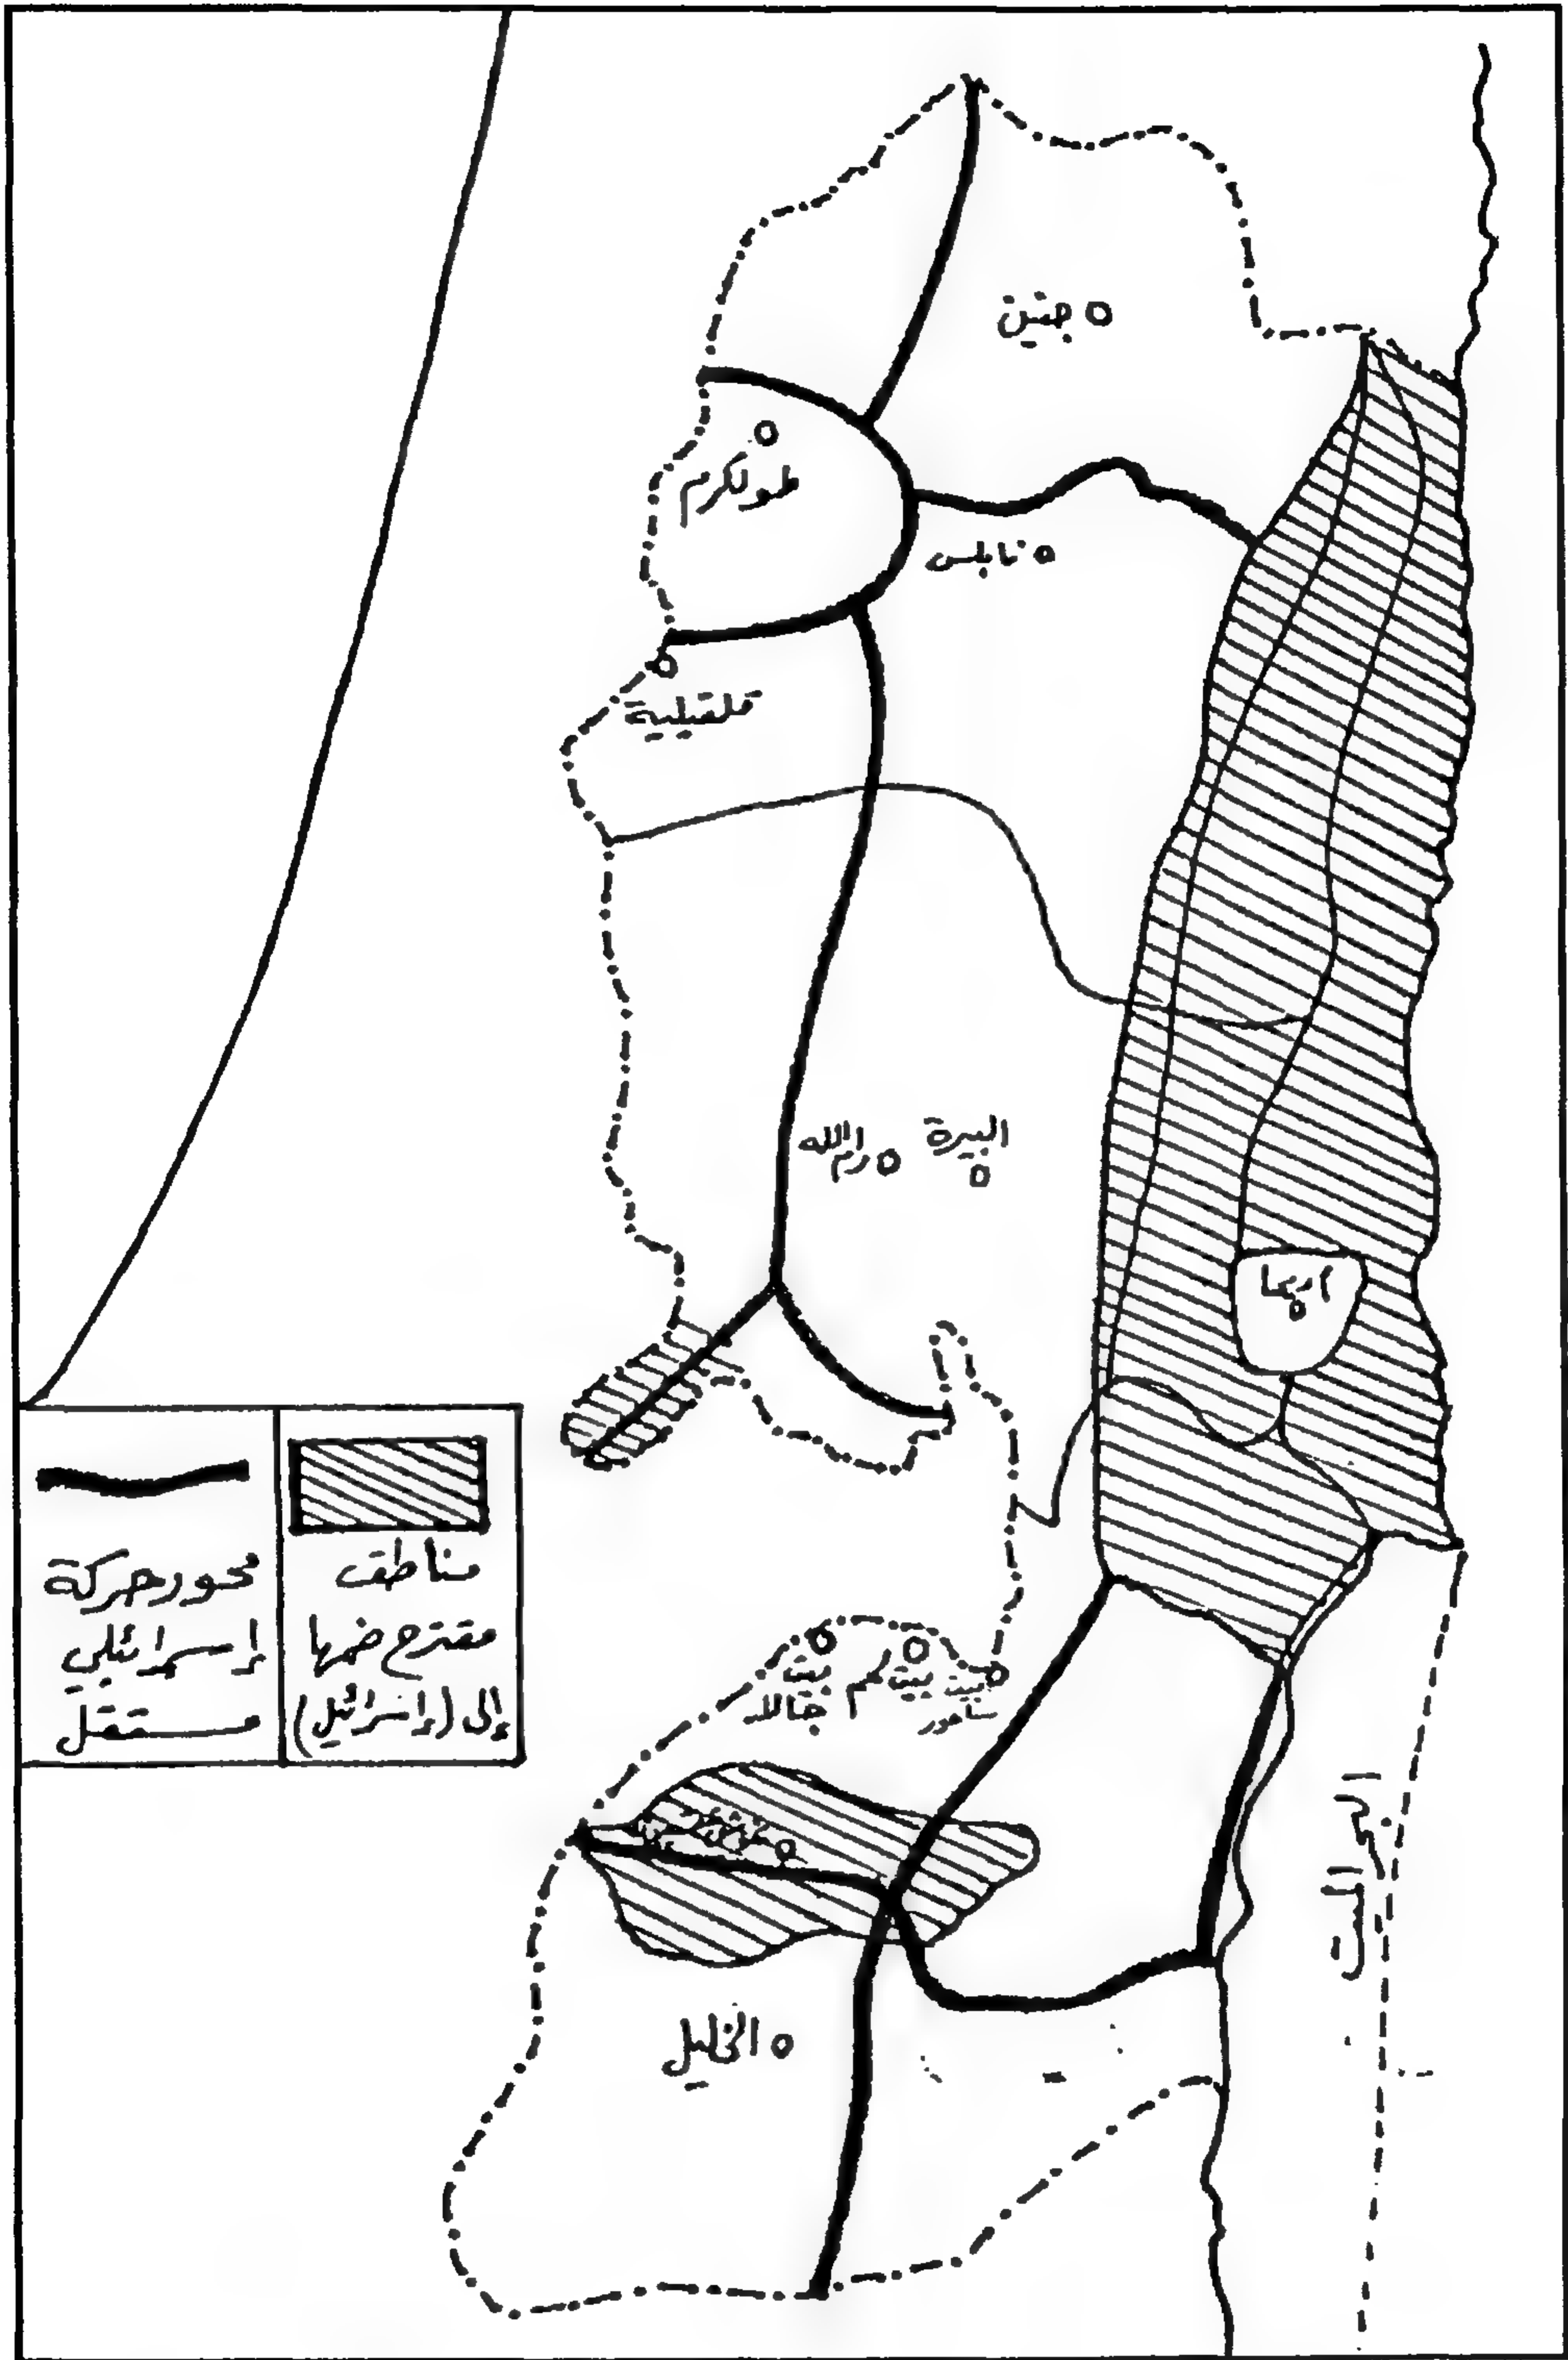 جنين
طولكرم
نابلس
قلقيلية
البيرة
رام الله
اريحا
بيت لحم
بيت
جالا
بيت
ساحور
البحر
الميت
الخليل
مناطق
مقترح ضمها
إلى (إسرائيل)
محور حركة
إسرائيلي
مستقل